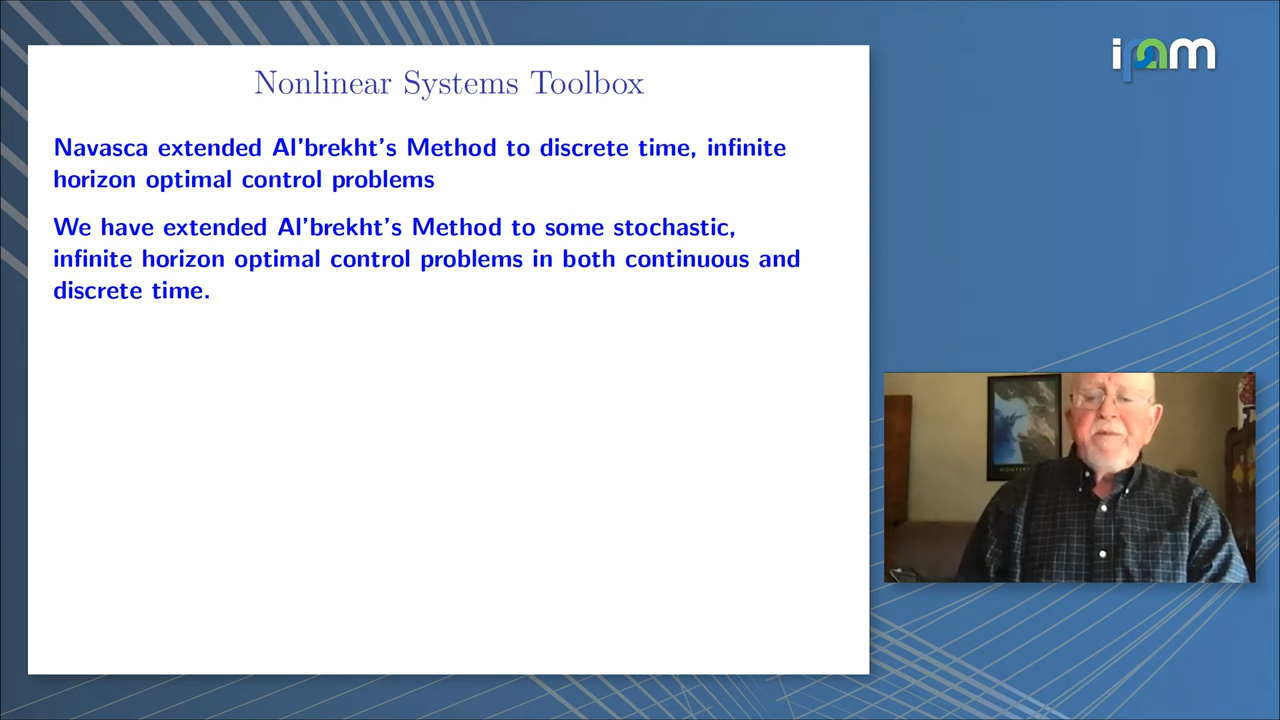 ipam
Nonlinear Systems Toolbox
Navasca extended Al'brekht's Method to discrete time, infinite
horizon optimal control problems
We have extended Al'brekht's Method to some stochastic,
infinite horizon optimal control problems in both continuous and
discrete time.